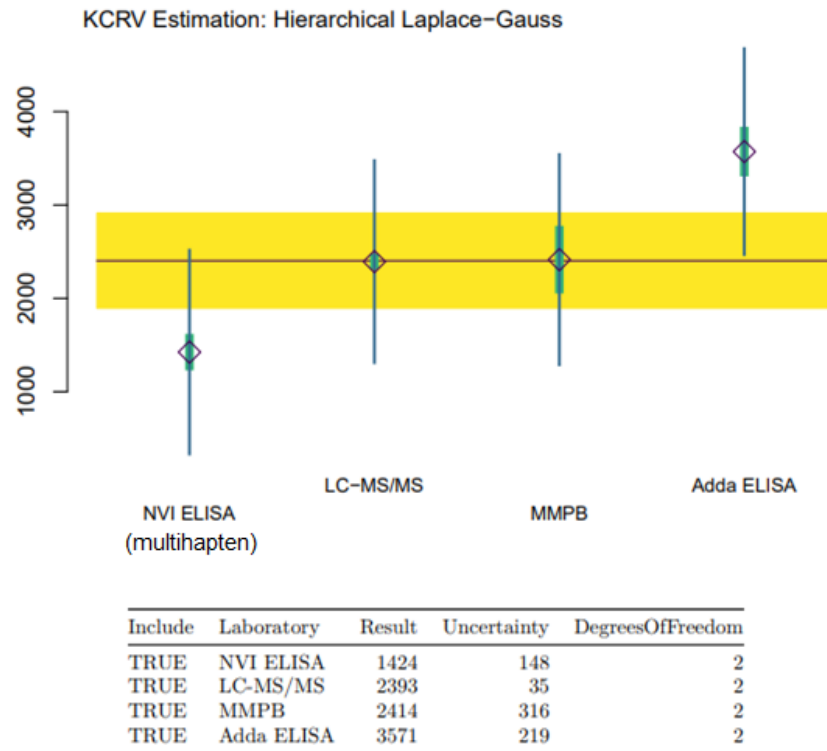 KCRV Estimation: Hierarchical Laplace−Gauss
4000
3000
2000
1000
LC−MS/MS
Adda ELISA
NVI ELISA
MMPB
(multihapten)
Include Laboratory Result Uncertainty DegreesOfFreedom
TRUE NVI ELISA 1424 148 2
TRUE LC-MS/MS 2393 35 2
TRUE MMPB 2414 316 2
TRUE Adda ELISA 3571 219 2